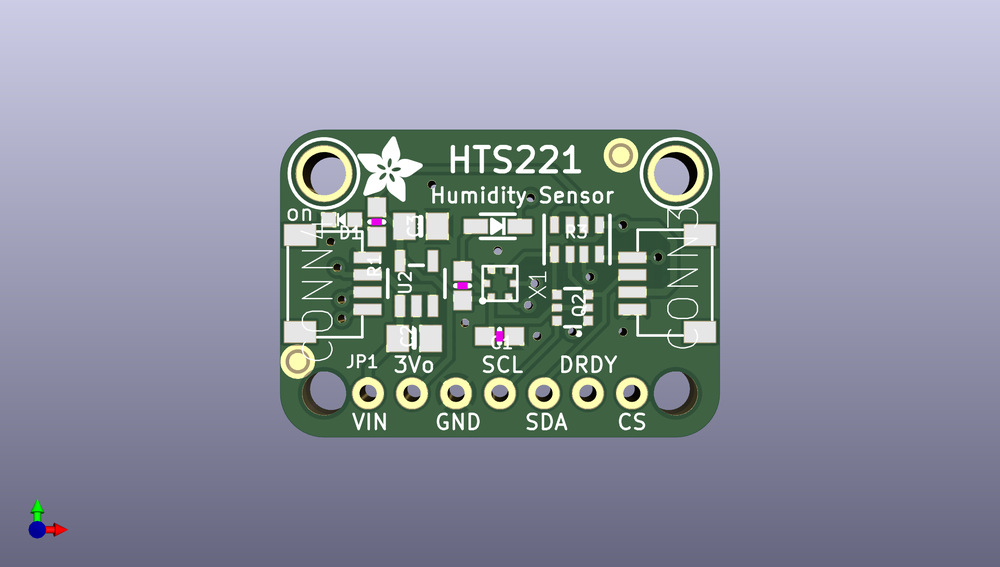 HTS221
Humidity Sensor
on
D1
C3
R3
CONN4
CONN3
R1
U2
X1
Q2
C2
C1
JP1
3Vo
SCL
DRDY
VIN
GND
SDA
CS